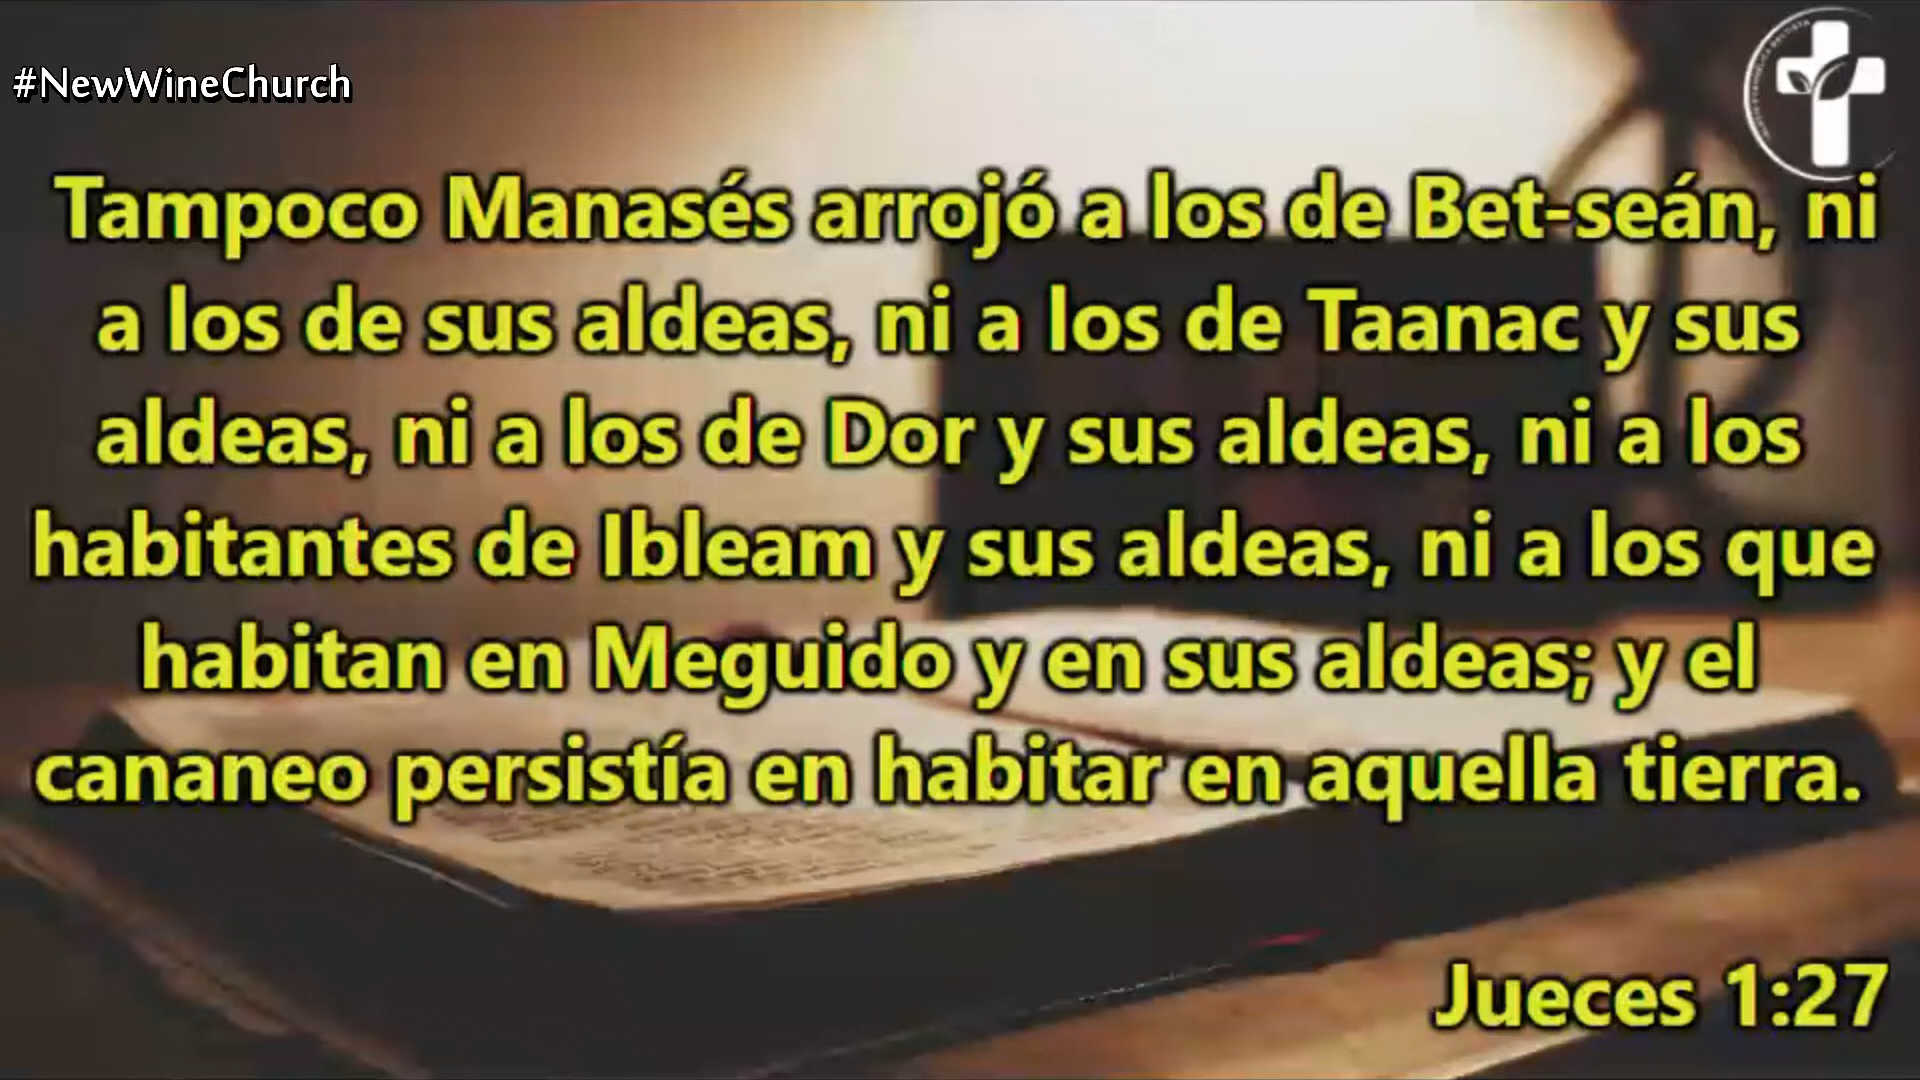 #NewWineChurch
Tampoco Manasés arrojó a los de Bet-seán, ni
a los de sus aldeas, ni a los de Taanac y sus
aldeas, ni a los de Dor y sus aldeas, ni a los
habitantes de Ibleam y sus aldeas, ni a los que
habitan en Meguido y en sus aldeas; y el
cananeo persistía en habitar en aquella tierra.
Jueces 1:27